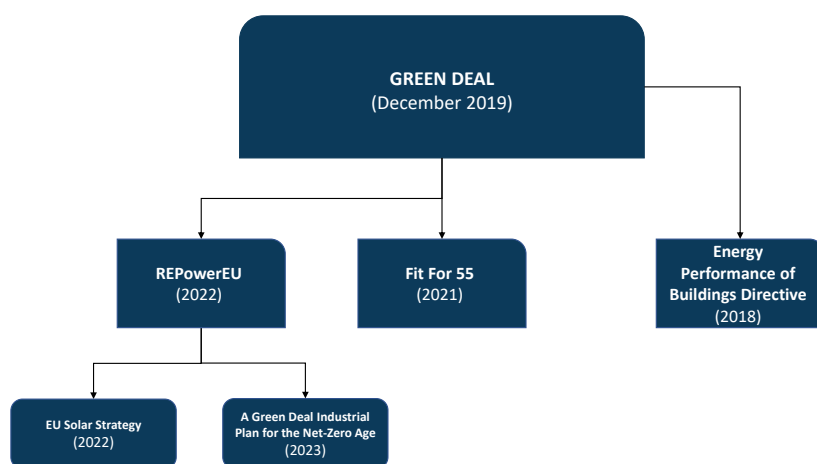 GREEN DEAL
(December 2019)
REPowerEU
(2022)
Fit For 55
(2021)
Energy
Performance of
Buildings Directive
(2018)
EU Solar Strategy
(2022)
A Green Deal Industrial
Plan for the Net-Zero Age
(2023)